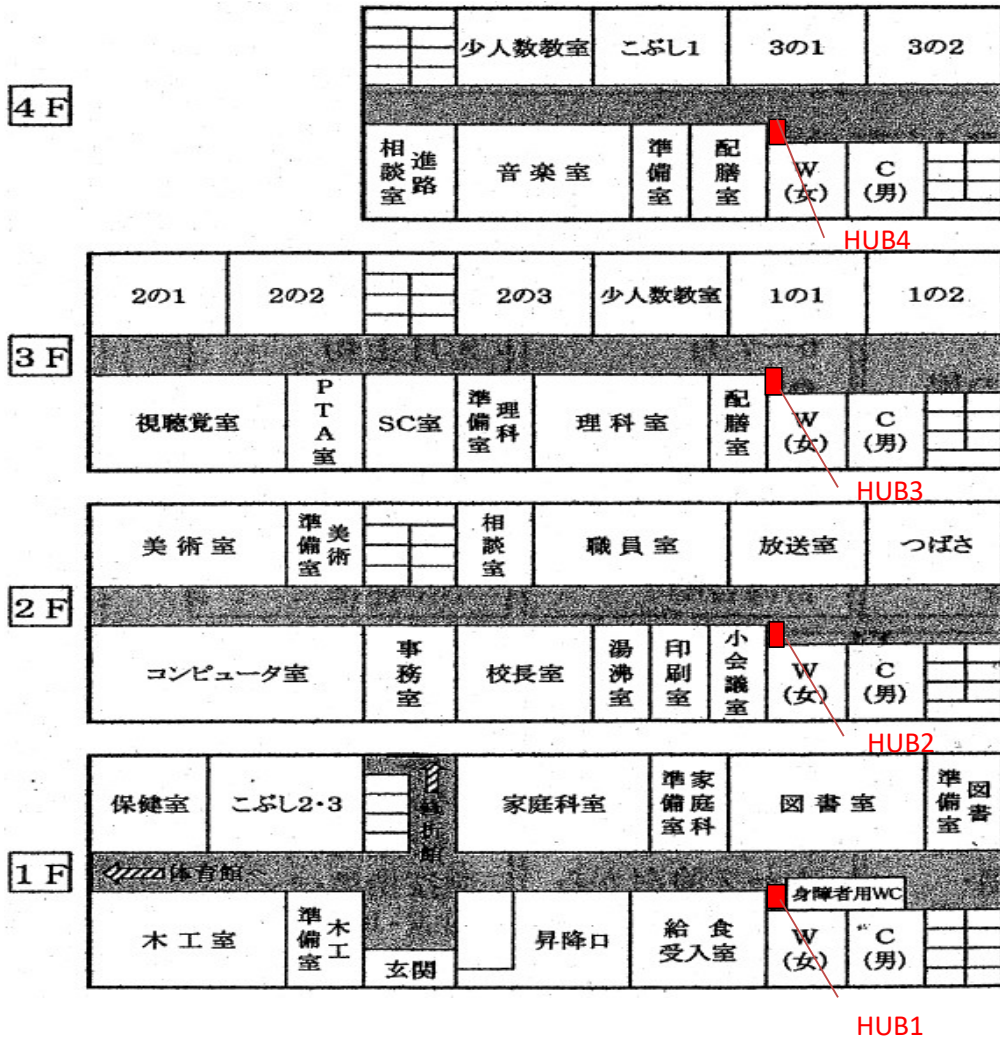 4 F
少人数教室
こぶし1
3の1
3の2
進路
相談室
音楽室
準備室
配膳室
W
(女)
C
(男)
HUB4
3 F
2の1
2の2
2の3
少人数教室
1の1
1の2
視聴覚室
PTA室
SC室
理科
準備室
理科室
配膳室
W
(女)
C
(男)
HUB3
2 F
美術室
美術
準備室
相談室
職員室
放送室
つばさ
コンピュータ室
事務室
校長室
湯沸室
印刷室
小会議室
W
(女)
C
(男)
HUB2
1 F
保健室
こぶし2・3
家庭科室
家庭科
準備室
図書室
図書
準備室
体育館へ
木工室
木工
準備室
玄関
昇降口
給食
受入室
身障者用WC
W
(女)
C
(男)
HUB1